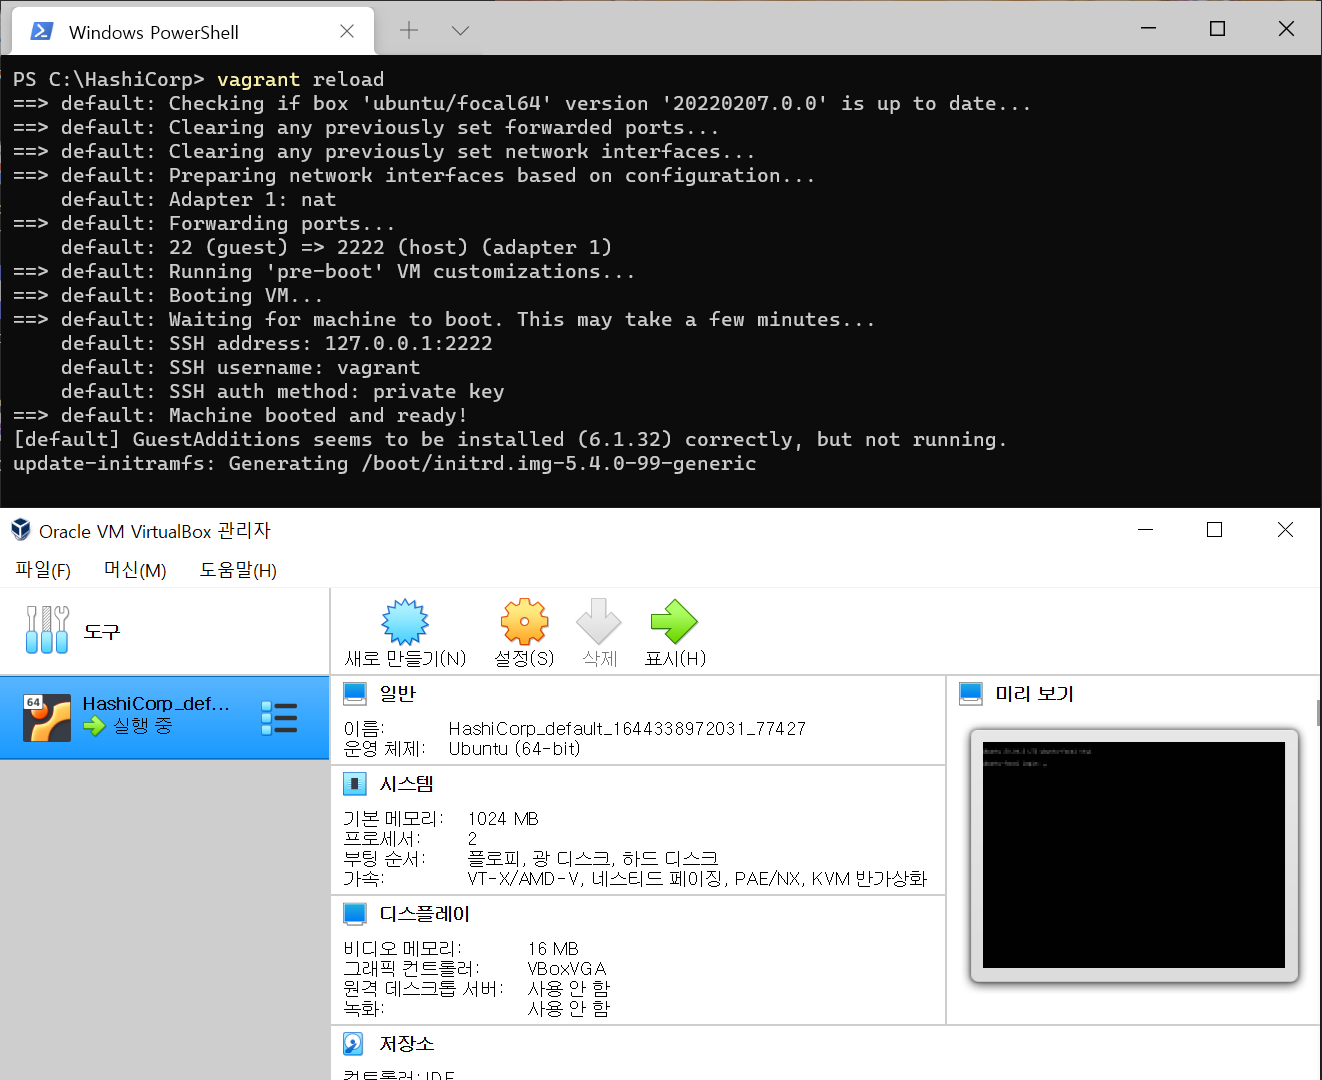 Windows PowerShell
PS C:\HashiCorp> vagrant reload
==> default: Checking if box 'ubuntu/focal64' version '20220207.0.0' is up to date...
==> default: Clearing any previously set forwarded ports...
==> default: Clearing any previously set network interfaces...
==> default: Preparing network interfaces based on configuration...
    default: Adapter 1: nat
==> default: Forwarding ports...
    default: 22 (guest) => 2222 (host) (adapter 1)
==> default: Running 'pre-boot' VM customizations...
==> default: Booting VM...
==> default: Waiting for machine to boot. This may take a few minutes...
    default: SSH address: 127.0.0.1:2222
    default: SSH username: vagrant
    default: SSH auth method: private key
==> default: Machine booted and ready!
[default] GuestAdditions seems to be installed (6.1.32) correctly, but not running.
update-initramfs: Generating /boot/initrd.img-5.4.0-99-generic
Oracle VM VirtualBox 관리자
파일(F) 머신(M) 도움말(H)
도구
새로 만들기(N) 설정(S) 삭제 표시(H)
64
HashiCorp_def...
실행 중
일반
이름: HashiCorp_default_1644338972031_77427
운영 체제: Ubuntu (64-bit)
시스템
기본 메모리: 1024 MB
프로세서: 2
부팅 순서: 플로피, 광 디스크, 하드 디스크
가속: VT-X/AMD-V, 네스티드 페이징, PAE/NX, KVM 반가상화
디스플레이
비디오 메모리: 16 MB
그래픽 컨트롤러: VBoxVGA
원격 데스크톱 서버: 사용 안 함
녹화: 사용 안 함
저장소
컨트롤러: IDE
미리 보기